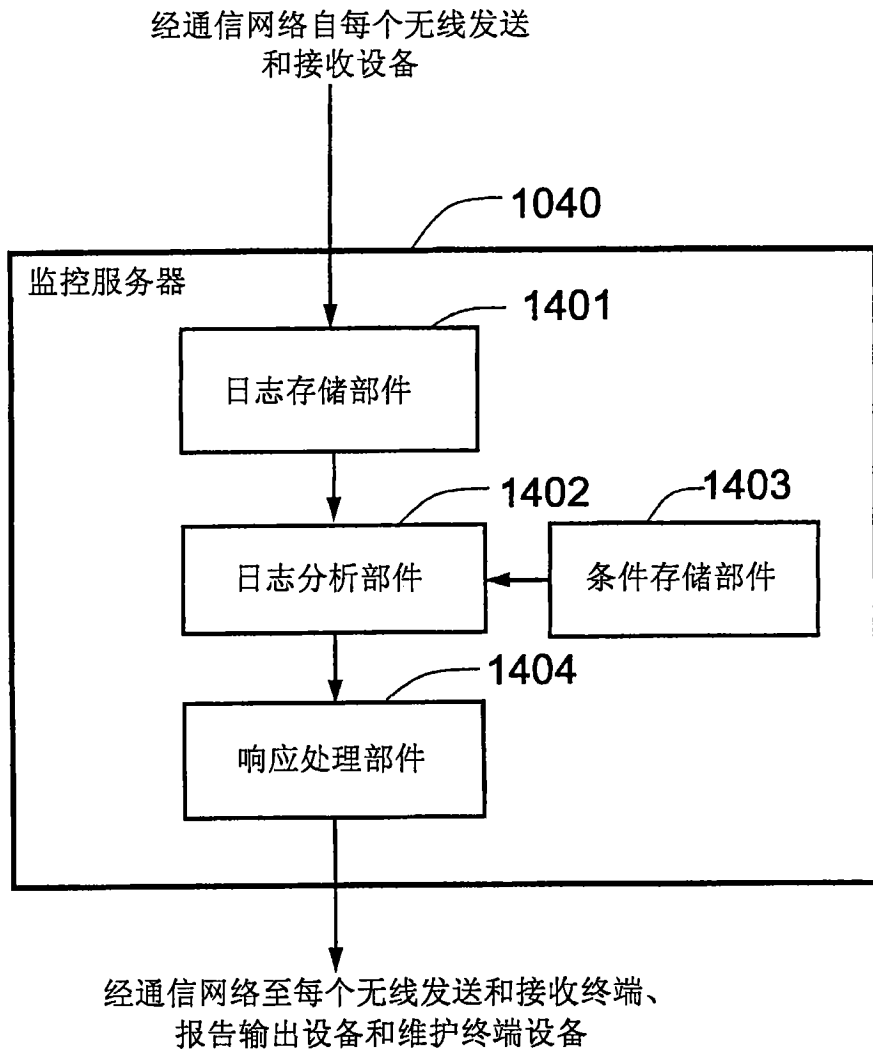 经通信网络自每个无线发送
和接收设备
1040
监控服务器
1401
日志存储部件
1402
1403
日志分析部件
条件存储部件
1404
响应处理部件
经通信网络至每个无线发送和接收终端、
报告输出设备和维护终端设备